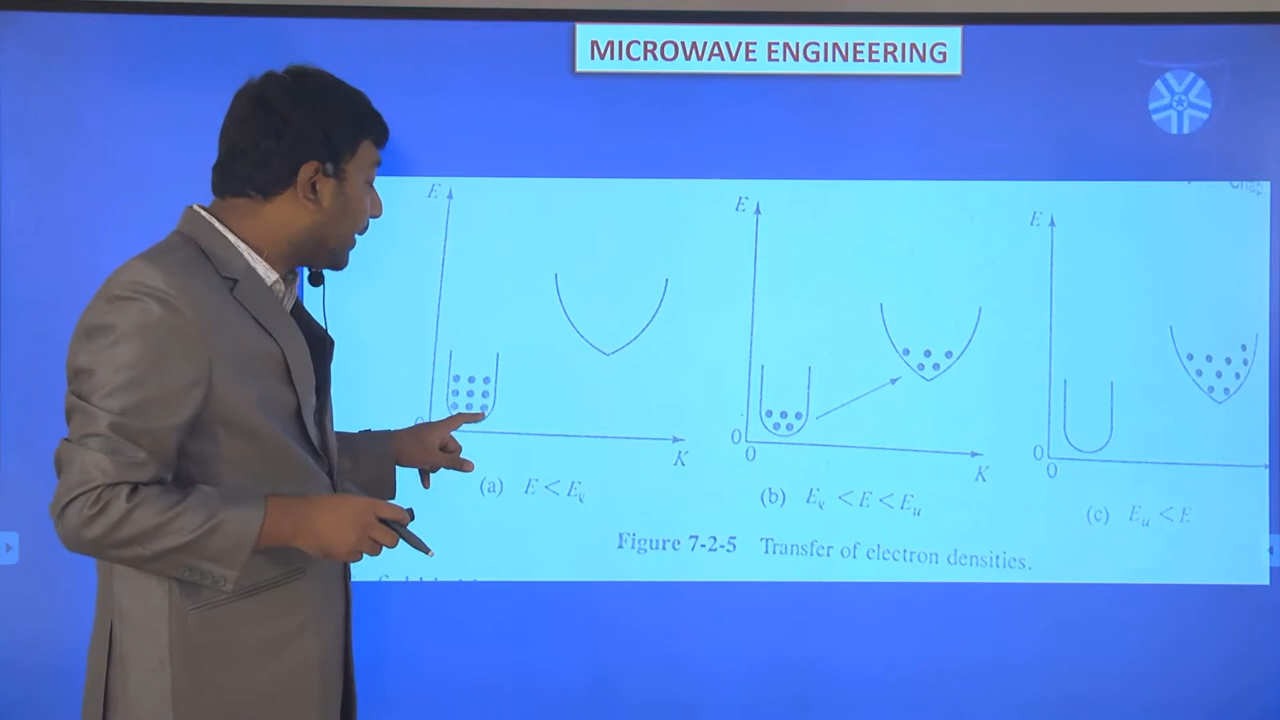 MICROWAVE ENGINEERING
Chap
E
E
E
0
K
0
0
K
0
0
(a) E < Eℓ
(b) Eℓ < E < Eu
(c) Eu < E
Figure 7-2-5 Transfer of electron densities.